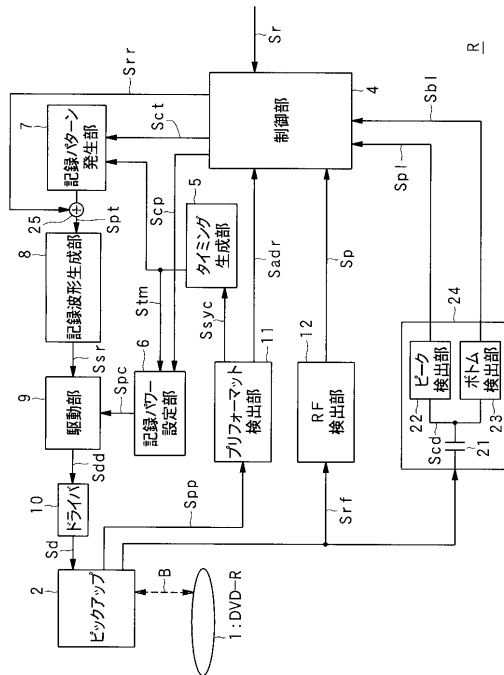 Sr
R
Srr
制御部
4
7
記録パターン
発生部
Sct
Scp
Sbl
Spl
25
Spt
5
タイミング
生成部
Sadr
Sp
8
記録波形生成部
Stm
Ssyc
24
Ssr
6
記録パワー
設定部
11
プリフォーマット
検出部
12
RF
検出部
ピーク
検出部
22
ボトム
検出部
23
Scd
21
9
駆動部
Spc
Sdd
10
ドライバ
Spp
Srf
Sd
2
ピックアップ
B
1:DVD-R